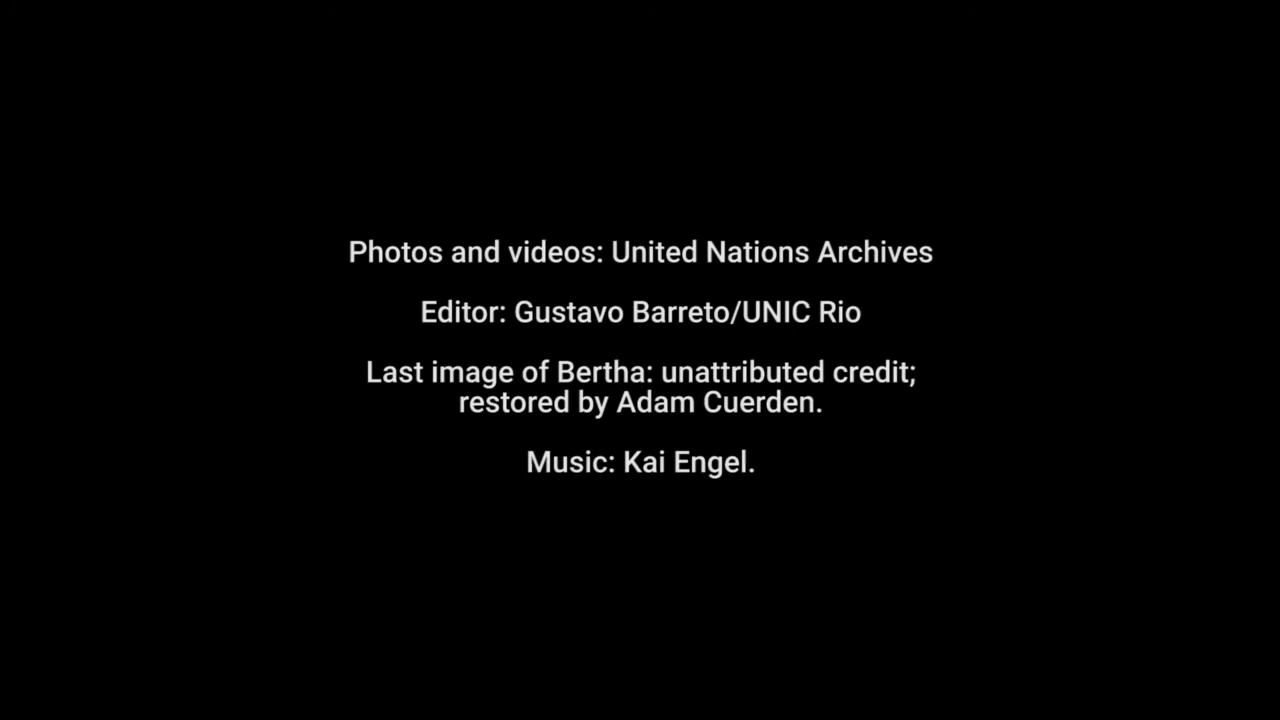 Photos and videos: United Nations Archives
Editor: Gustavo Barreto/UNIC Rio
Last image of Bertha: unattributed credit;
restored by Adam Cuerden.
Music: Kai Engel.